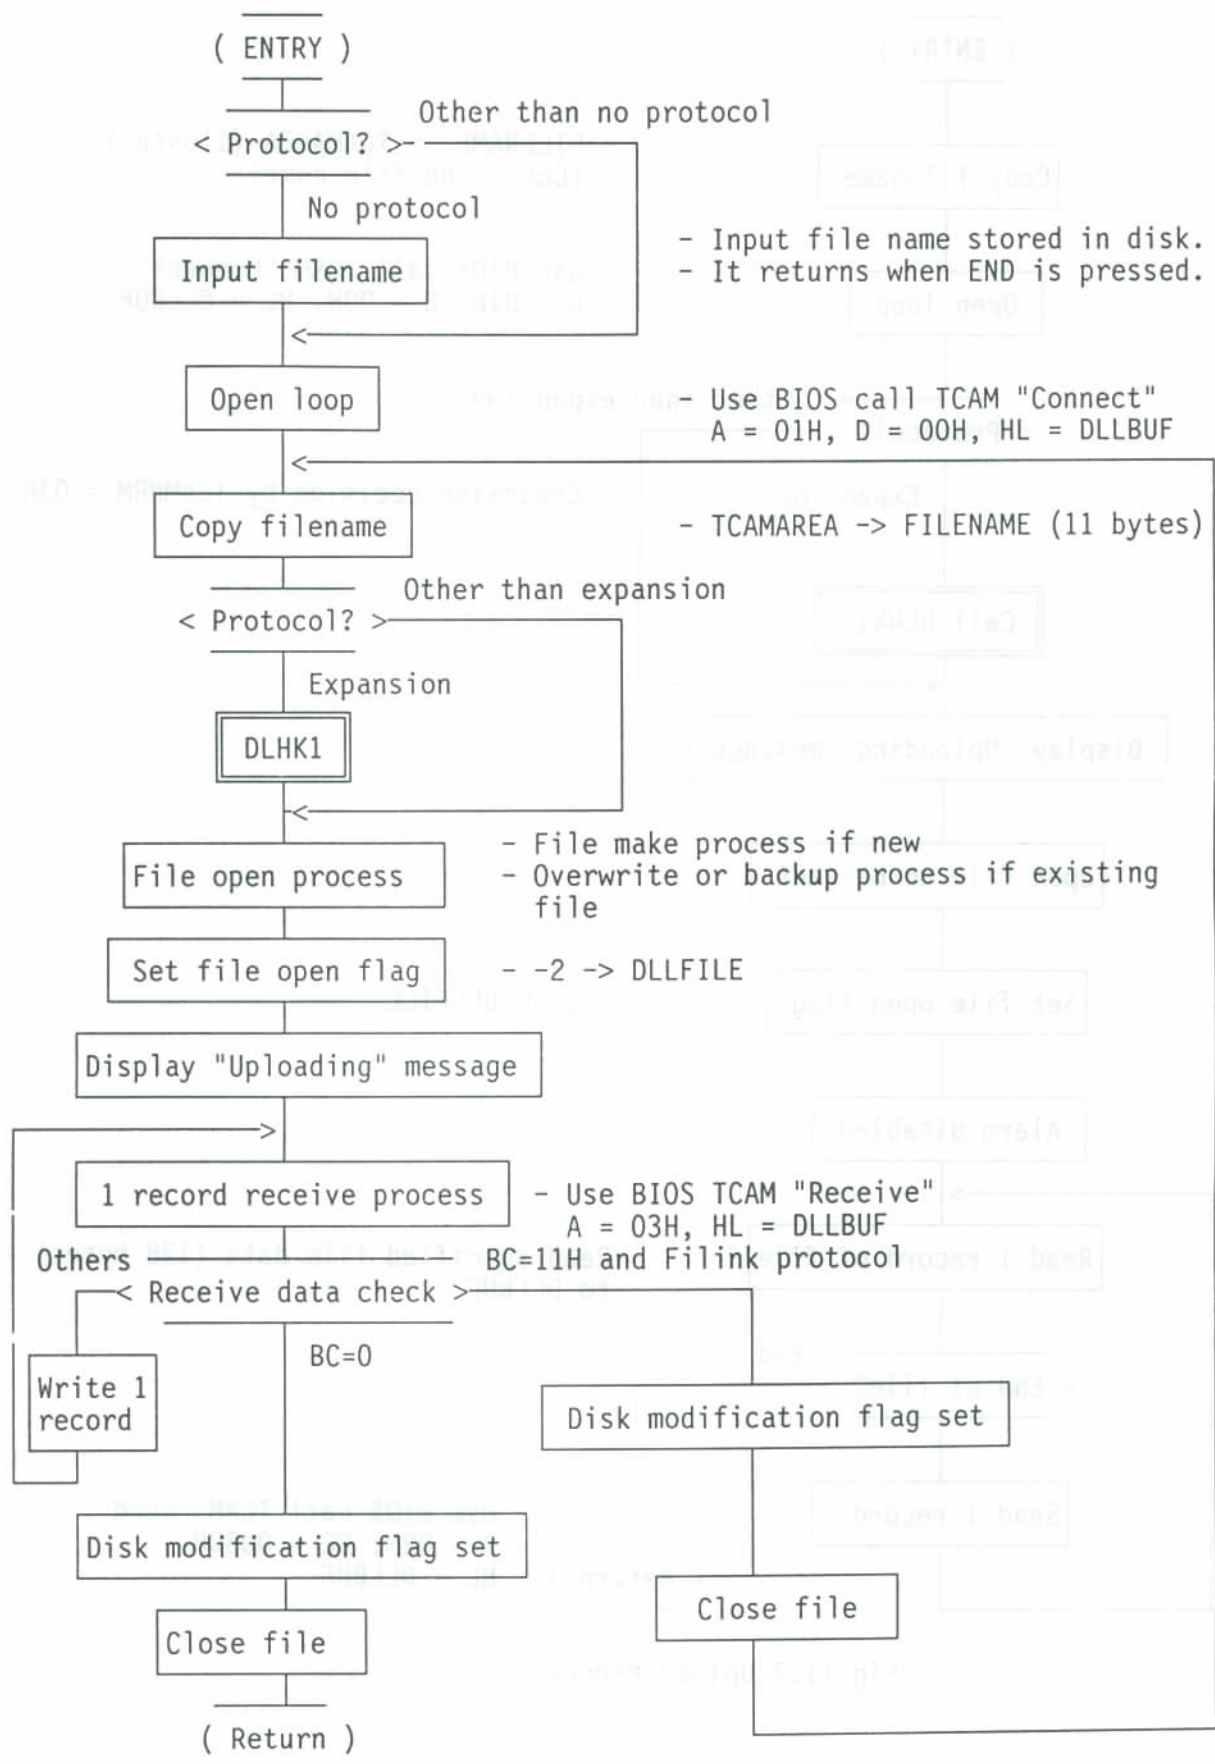 ( ENTRY )
Other than no protocol
< Protocol? >
No protocol
Input filename
- Input file name stored in disk.
- It returns when END is pressed.
<
Open loop
- Use BIOS call TCAM "Connect"
A = 01H, D = 00H, HL = DLLBUF
<
Copy filename
- TCAMAREA -> FILENAME (11 bytes)
Other than expansion
< Protocol? >
Expansion
DLHK1
<
File open process
- File make process if new
- Overwrite or backup process if existing
file
Set file open flag
- -2 -> DLLFILE
Display "Uploading" message
>
1 record receive process
- Use BIOS TCAM "Receive"
A = 03H, HL = DLLBUF
Others
BC=11H and Filink protocol
< Receive data check >
BC=0
Write 1
record
Disk modification flag set
Disk modification flag set
Close file
Close file
( Return )